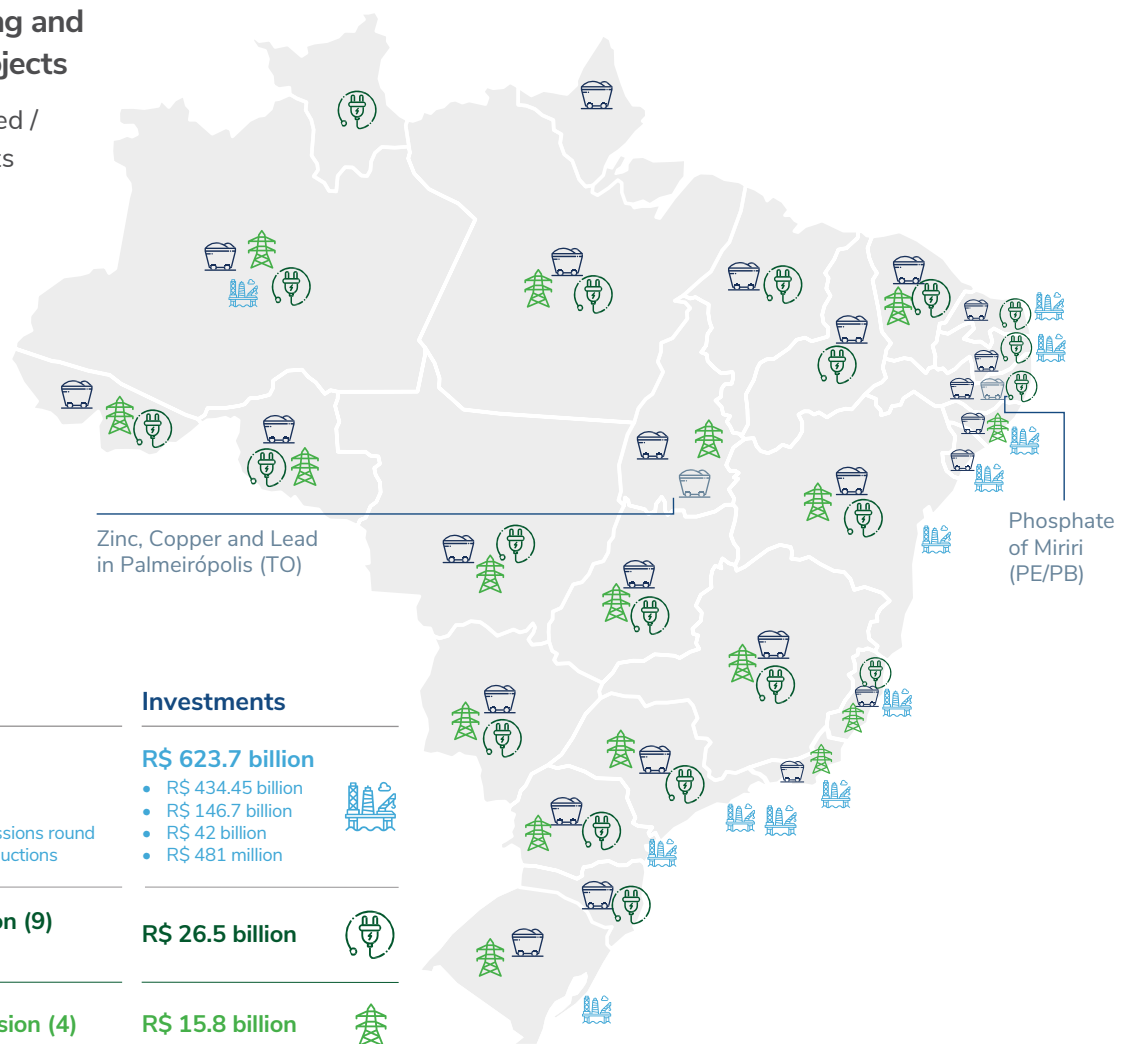 ng and
jects
ed /
ts
Zinc, Copper and Lead
in Palmeirópolis (TO)
Phosphate
of Miriri
(PE/PB)
Investments
R$ 623.7 billion
• R$ 434.45 billion
• R$ 146.7 billion
ssions round
• R$ 42 billion
uctions
• R$ 481 million
on (9)
R$ 26.5 billion
sion (4)
R$ 15.8 billion